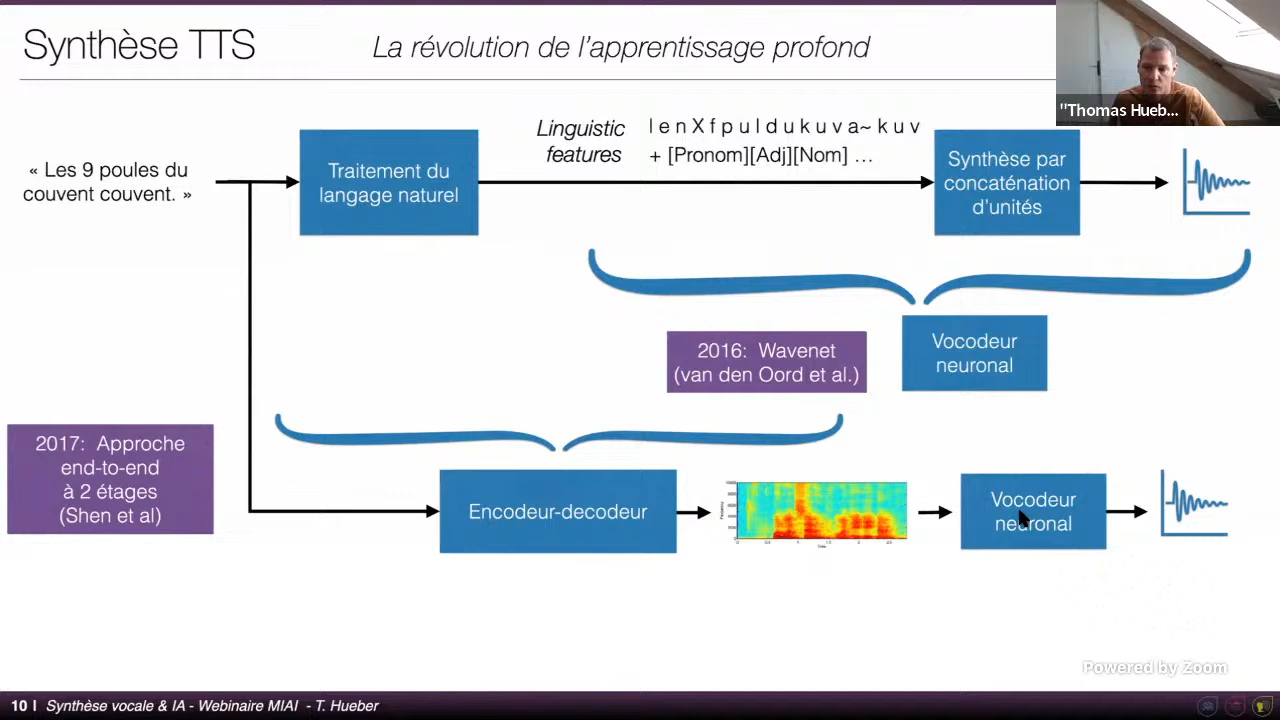 Synthèse TTS
La révolution de l'apprentissage profond
"Thomas Hueb...
« Les 9 poules du
couvent couvent. »
Traitement du
langage naturel
Linguistic
features
l e n X f p u l d u k u v a~ k u v
+ [Pronom][Adj][Nom] ...
Synthèse par
concaténation
d'unités
2016: Wavenet
(van den Oord et al.)
Vocodeur
neuronal
2017: Approche
end-to-end
à 2 étages
(Shen et al)
Encodeur-decodeur
Vocodeur
neuronal
Powered by Zoom
10 I Synthèse vocale & IA - Webinaire MIAI - T. Hueber